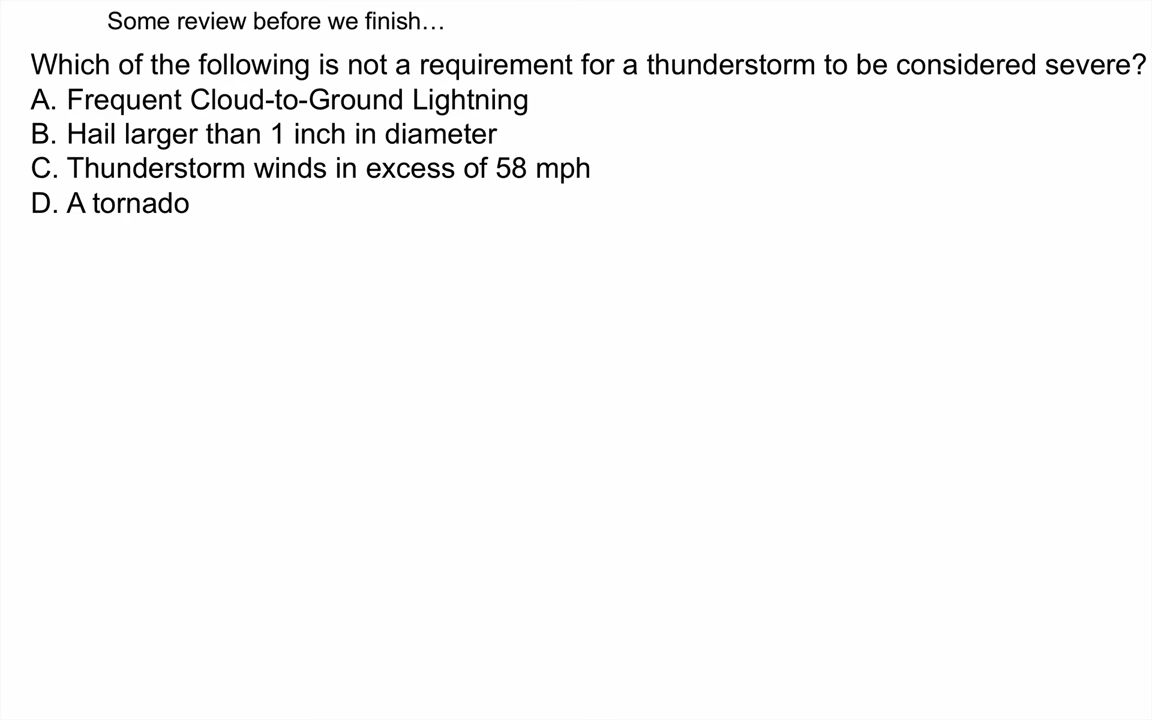 Some review before we finish…
Which of the following is not a requirement for a thunderstorm to be considered severe?
A. Frequent Cloud-to-Ground Lightning
B. Hail larger than 1 inch in diameter
C. Thunderstorm winds in excess of 58 mph
D. A tornado